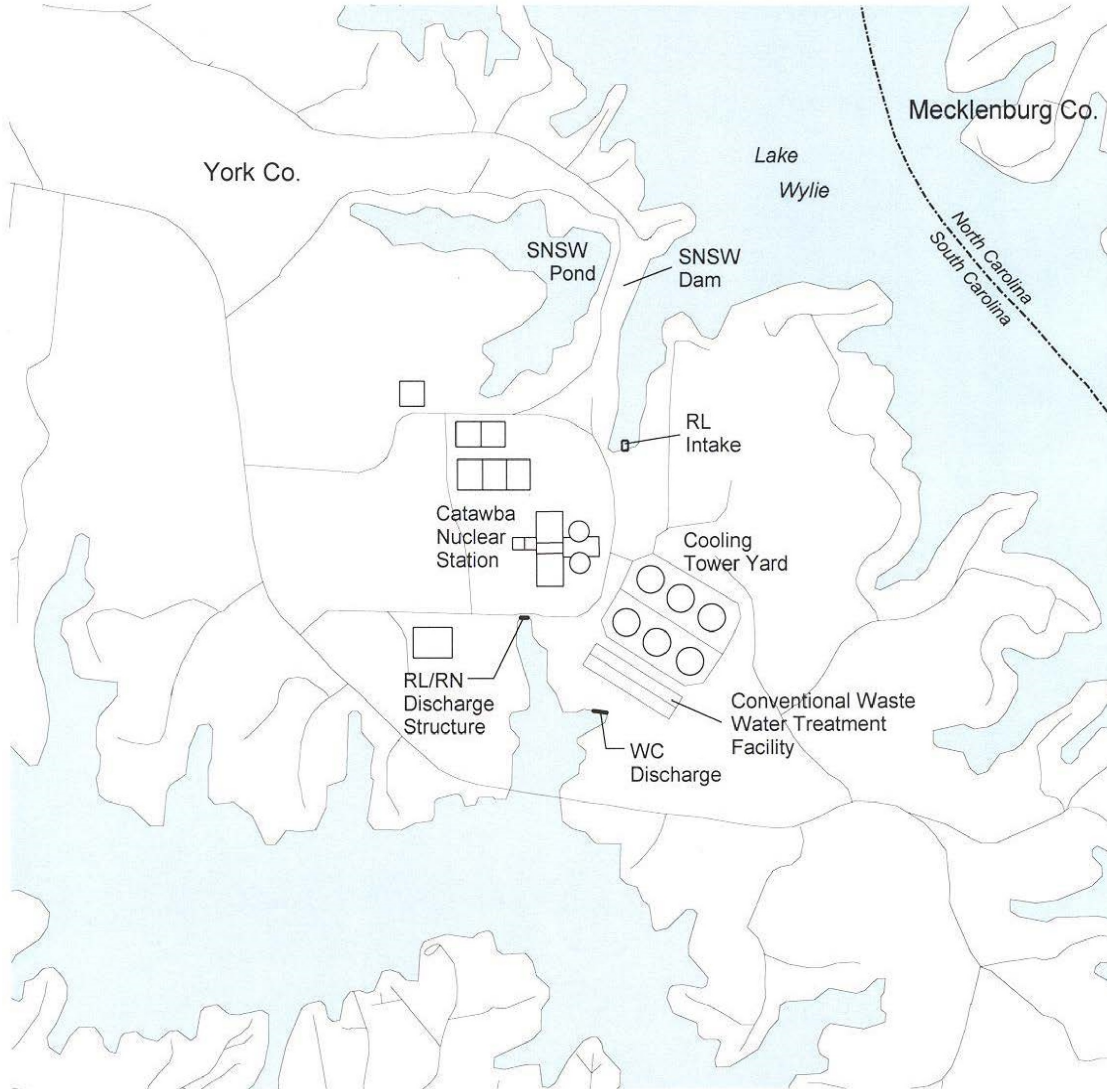 Mecklenburg Co.
York Co.
Lake
Wylie
North Carolina
South Carolina
SNSW
Pond
SNSW
Dam
RL
Intake
Catawba
Nuclear
Station
Cooling
Tower Yard
RL/RN
Discharge
Structure
Conventional Waste
Water Treatment
Facility
WC
Discharge